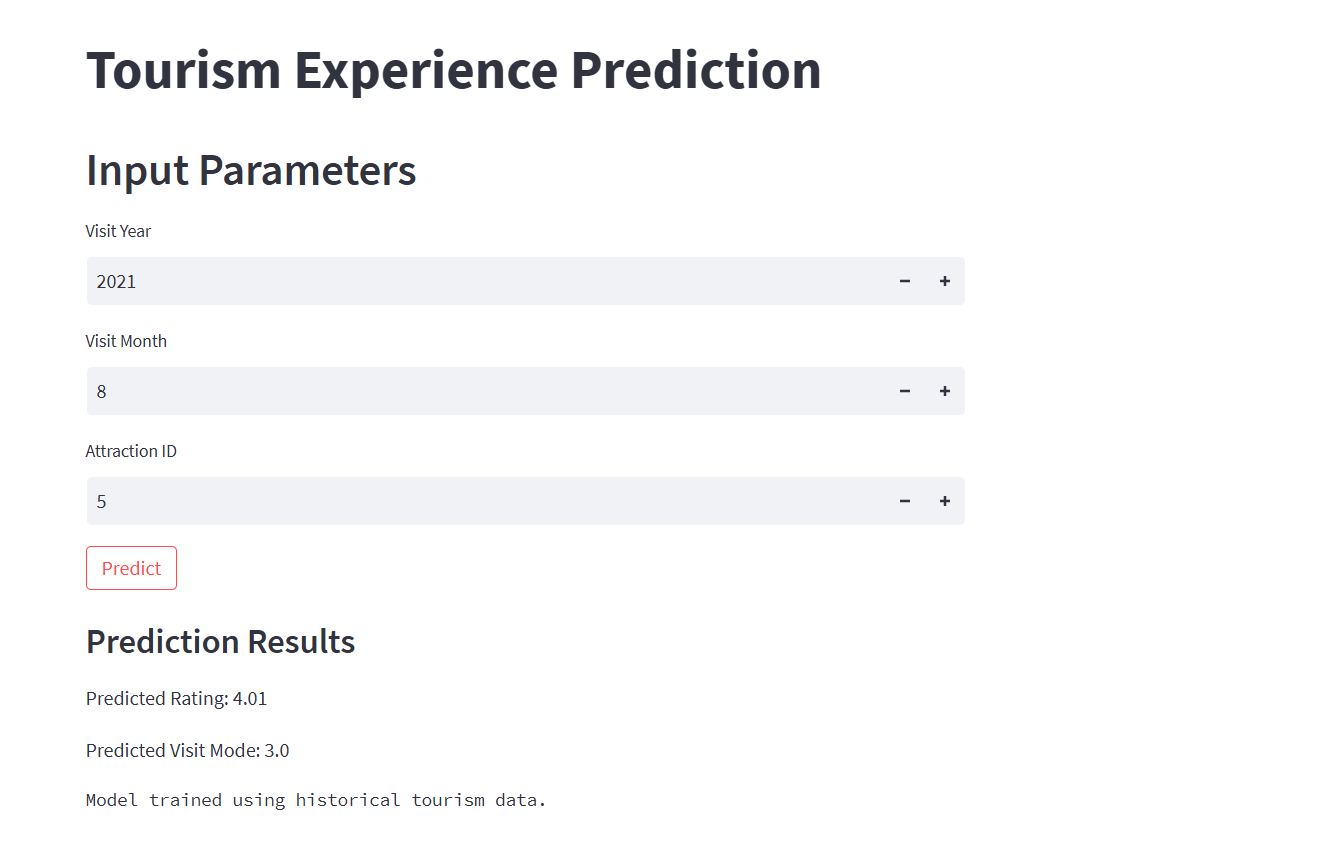 Tourism Experience Prediction
Input Parameters
Visit Year
2021
Visit Month
8
Attraction ID
5
Predict
Prediction Results
Predicted Rating: 4.01
Predicted Visit Mode: 3.0
Model trained using historical tourism data.